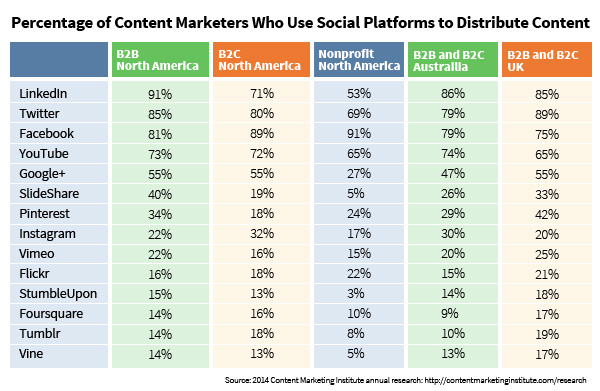 Percentage of Content Marketers Who Use Social Platforms to Distribute Content
B2B North America B2C North America Nonprofit North America B2B and B2C Australlia B2B and B2C UK
LinkedIn 91% 71% 53% 86% 85%
Twitter 85% 80% 69% 79% 89%
Facebook 81% 89% 91% 79% 75%
YouTube 73% 72% 65% 74% 65%
Google+ 55% 55% 27% 47% 55%
SlideShare 40% 19% 5% 26% 33%
Pinterest 34% 18% 24% 29% 42%
Instagram 22% 32% 17% 30% 20%
Vimeo 22% 16% 15% 20% 25%
Flickr 16% 18% 22% 15% 21%
StumbleUpon 15% 13% 3% 14% 18%
Foursquare 14% 16% 10% 9% 17%
Tumblr 14% 18% 8% 10% 19%
Vine 14% 13% 5% 13% 17%
Source: 2014 Content Marketing Institute annual research: http://contentmarketinginstitute.com/research